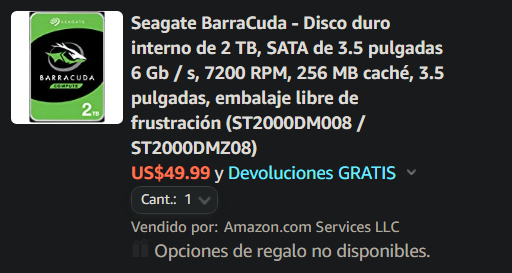 SEAGATE
BARRACUDA
COMPUTE
2TB
Seagate BarraCuda - Disco duro
interno de 2 TB, SATA de 3.5 pulgadas
6 Gb / s, 7200 RPM, 256 MB caché, 3.5
pulgadas, embalaje libre de
frustración (ST2000DM008 /
ST2000DMZ08)
US$49.99 y Devoluciones GRATIS
Cant.: 1
Vendido por: Amazon.com Services LLC
Opciones de regalo no disponibles.